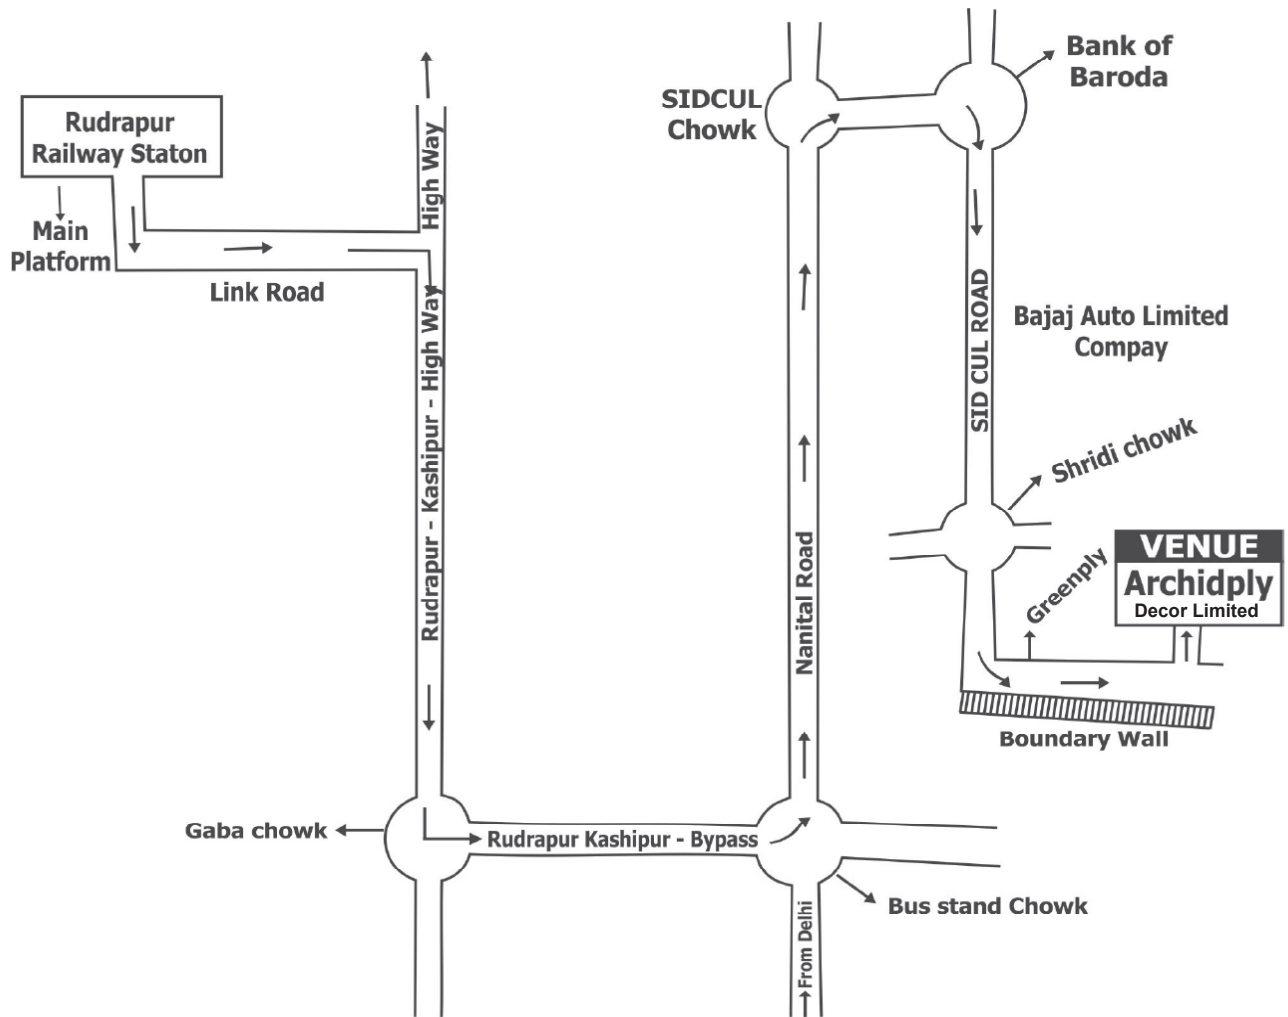 Rudrapur
Railway Staton
Main
Platform
Link Road
High Way
Rudrapur - Kashipur - High Way
Gaba chowk
Rudrapur Kashipur - Bypass
Bus stand Chowk
From Delhi
Nanital Road
SIDCUL
Chowk
Bank of
Baroda
SID CUL ROAD
Bajaj Auto Limited
Compay
Shridi chowk
Greenply
VENUE
Archidply
Decor Limited
Boundary Wall